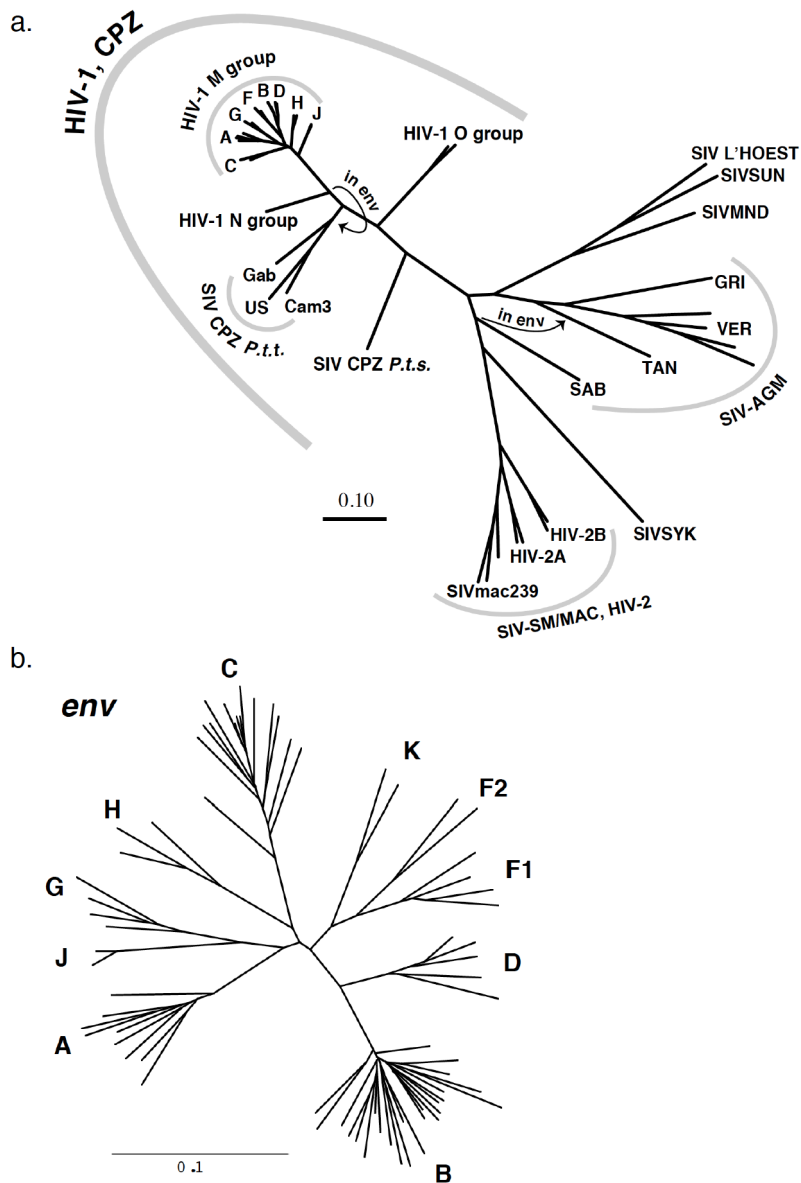 a.
HIV-1, CPZ
HIV-1 M group
B D
F
H
G
J
A
C
HIV-1 O group
in env
HIV-1 N group
Gab
US
Cam3
SIV CPZ P.t.t.
SIV CPZ P.t.s.
SIV L'HOEST
SIVSUN
SIVMND
GRI
in env
VER
TAN
SAB
SIV-AGM
0.10
SIVSYK
HIV-2B
HIV-2A
SIVmac239
SIV-SM/MAC, HIV-2
b.
env
C
K
F2
H
F1
G
J
D
A
B
0.1